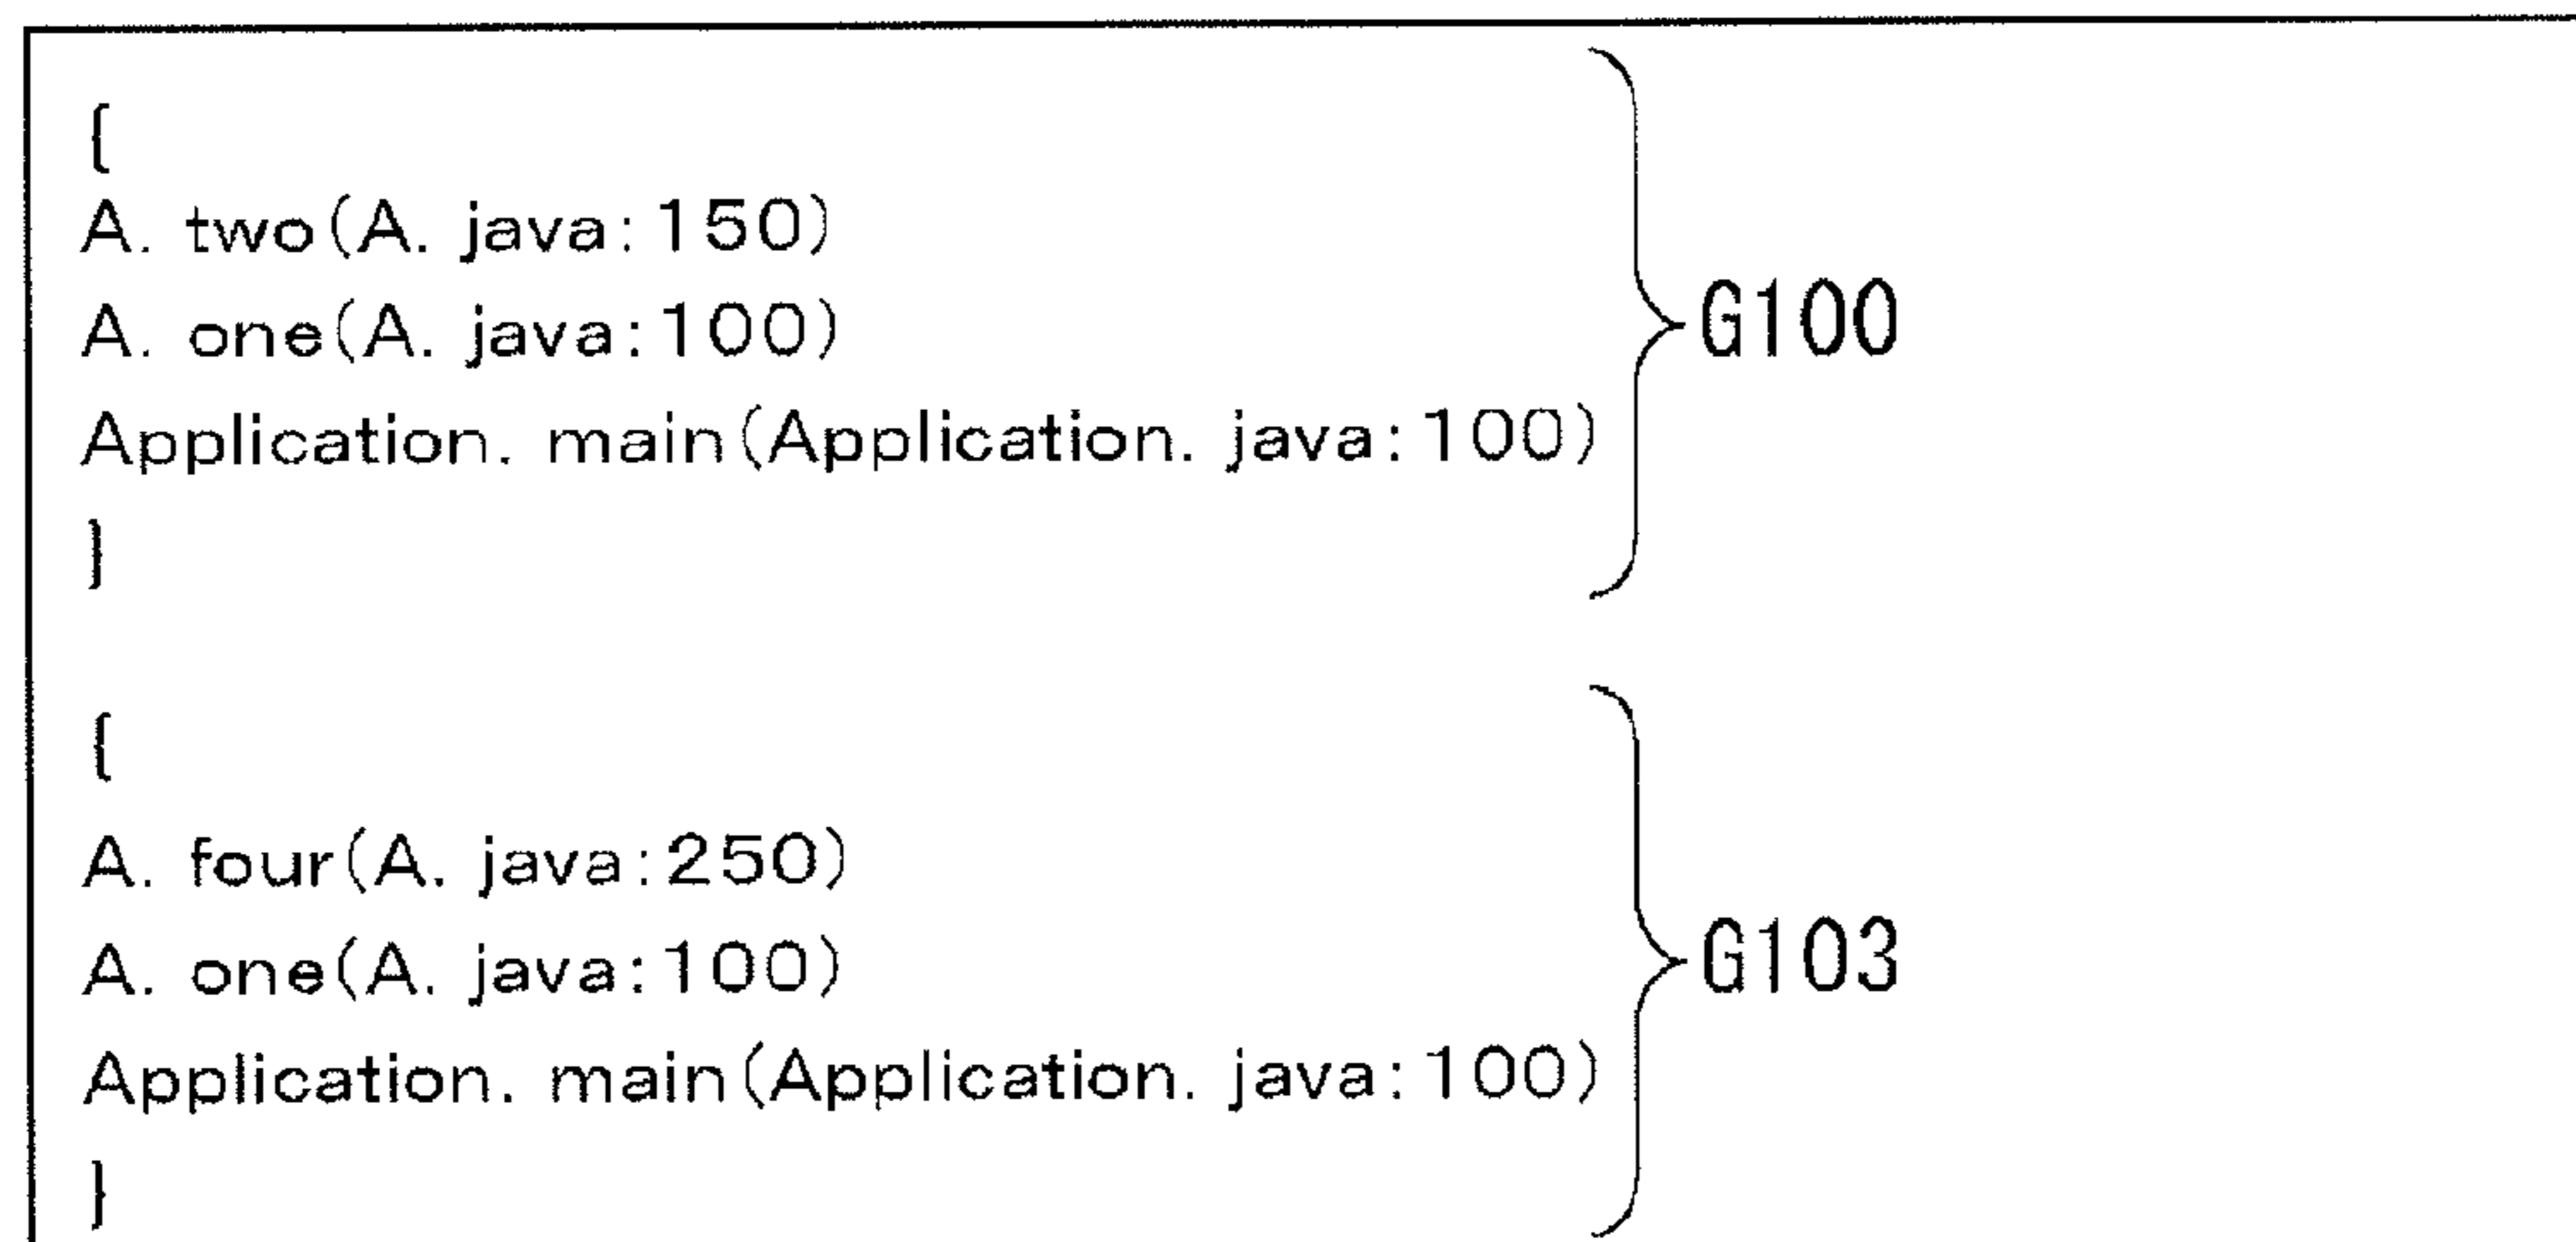 {
A. two(A. java:150)
A. one(A. java:100)
Application. main(Application. java:100)
}
G100
{
A. four(A. java:250)
A. one(A. java:100)
Application. main(Application. java:100)
}
G103